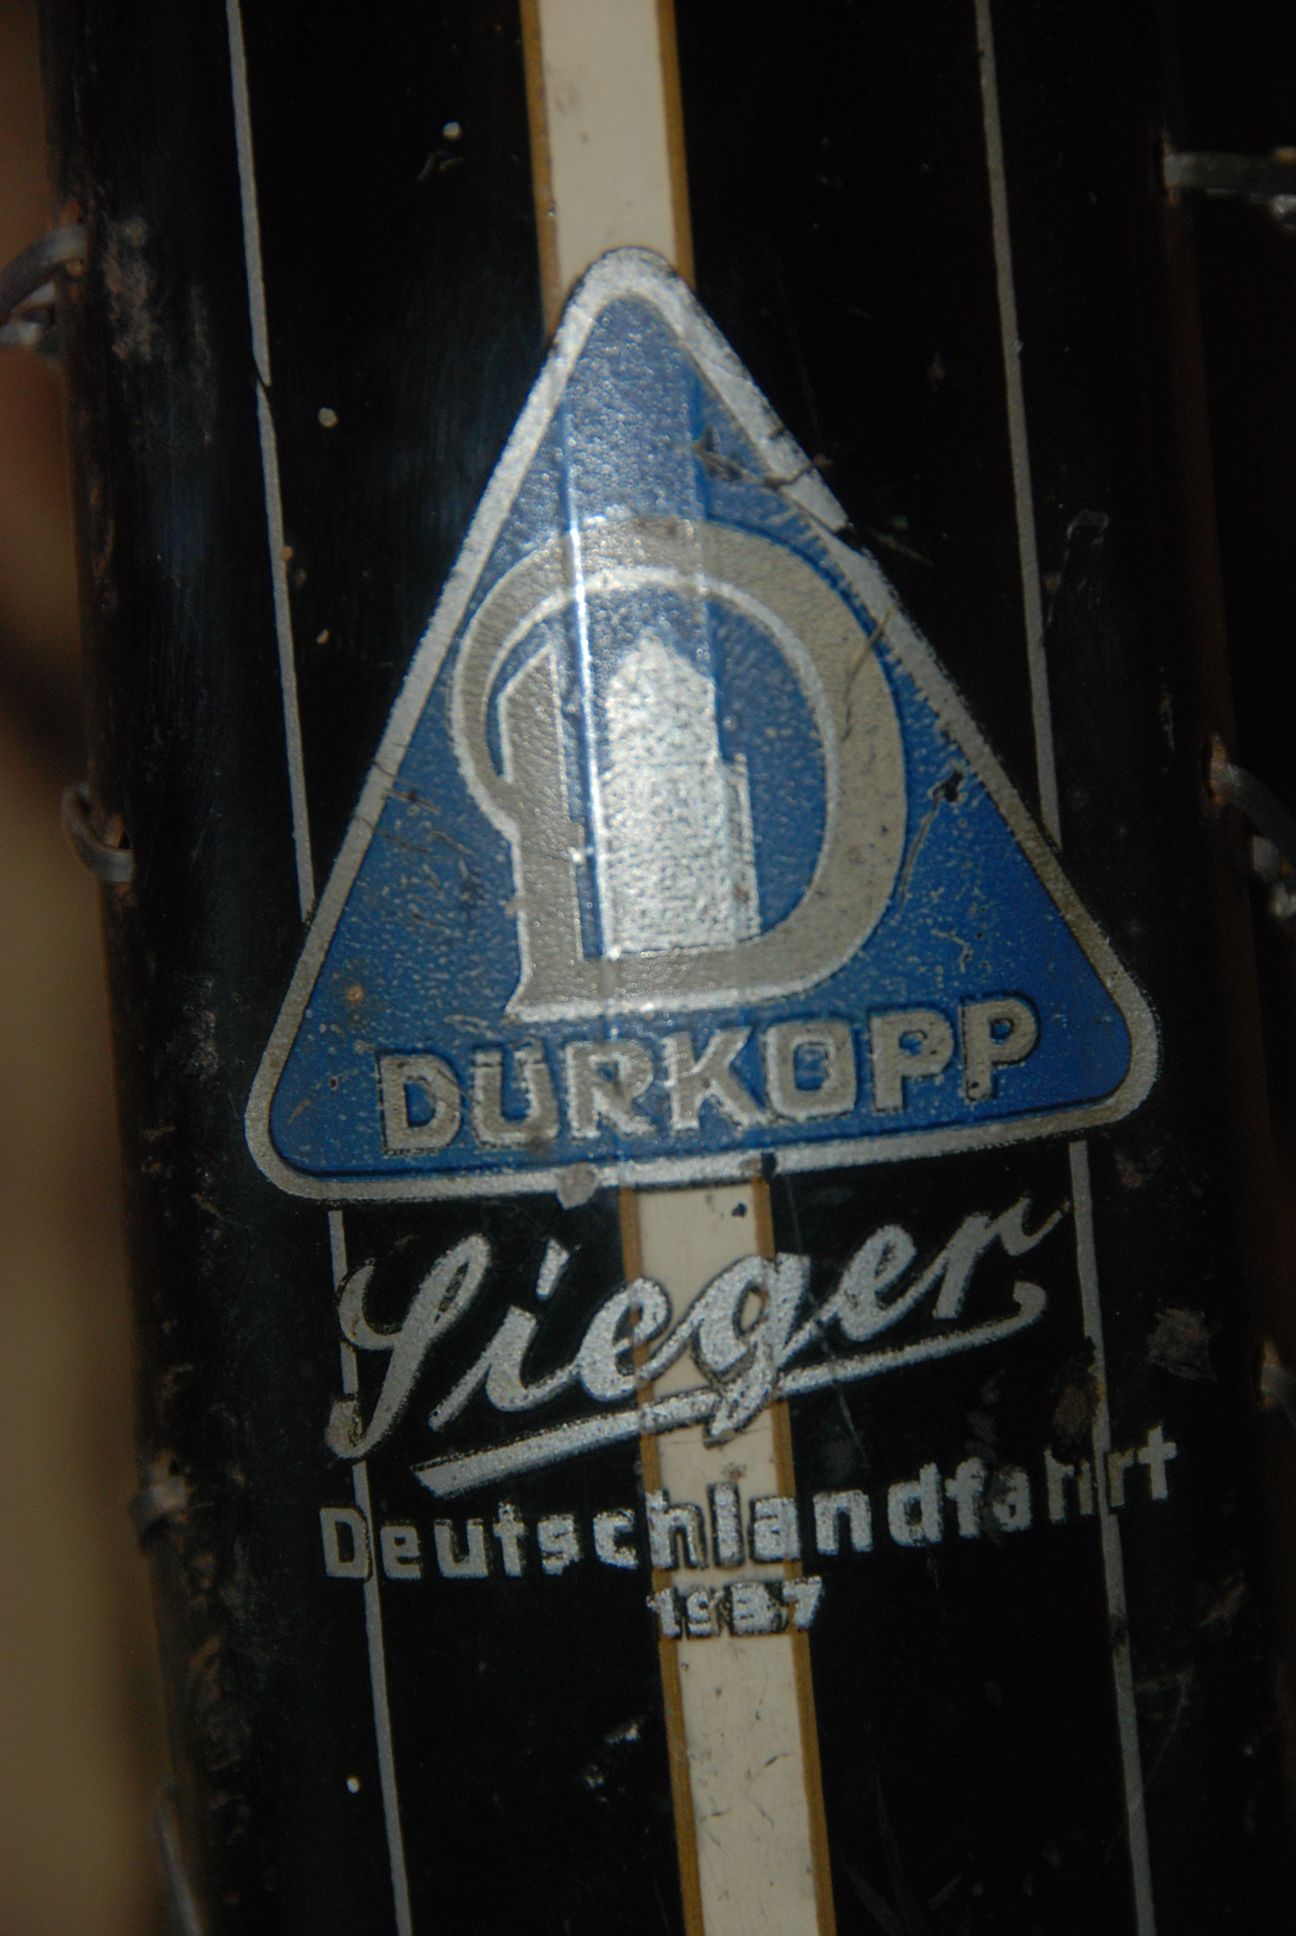 D
DÜRKOPP
Sieger
Deutschlandfahrt
1937